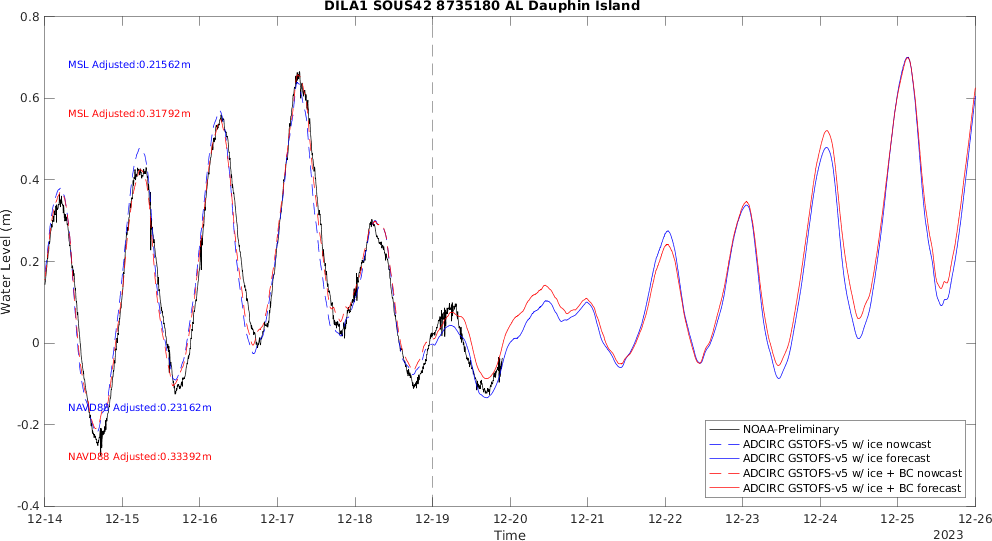 DILA1 SOUS42 8735180 AL Dauphin Island
0.8
0.6
0.4
0.2
0
-0.2
-0.4
Water Level (m)
MSL Adjusted:0.21562m
MSL Adjusted:0.31792m
NAVD88 Adjusted:0.23162m
NAVD88 Adjusted:0.33392m
NOAA-Preliminary
ADCIRC GSTOFS-v5 w/ ice nowcast
ADCIRC GSTOFS-v5 w/ ice forecast
ADCIRC GSTOFS-v5 w/ ice + BC nowcast
ADCIRC GSTOFS-v5 w/ ice + BC forecast
12-14 12-15 12-16 12-17 12-18 12-19 12-20 12-21 12-22 12-23 12-24 12-25 12-26
Time
2023